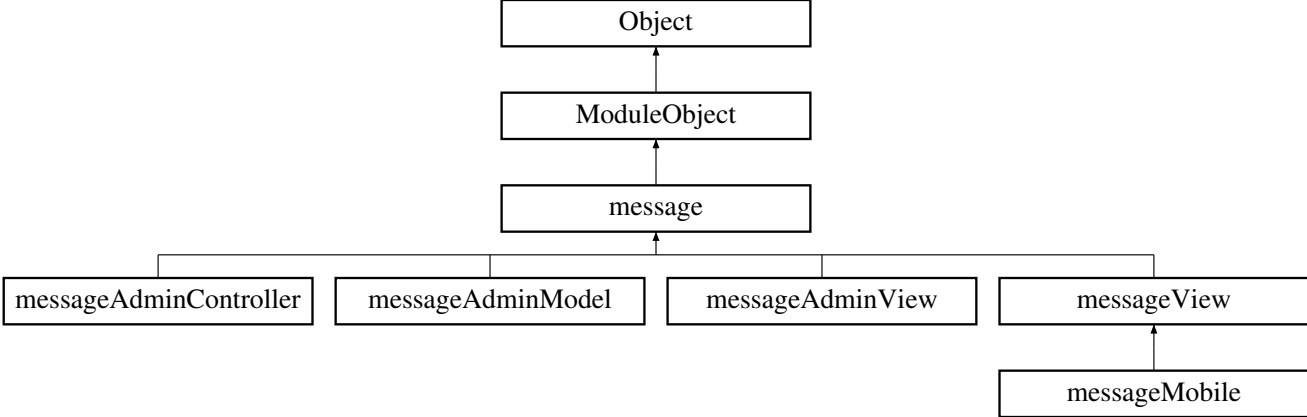 Object
ModuleObject
message
messageAdminController
messageAdminModel
messageAdminView
messageView
messageMobile